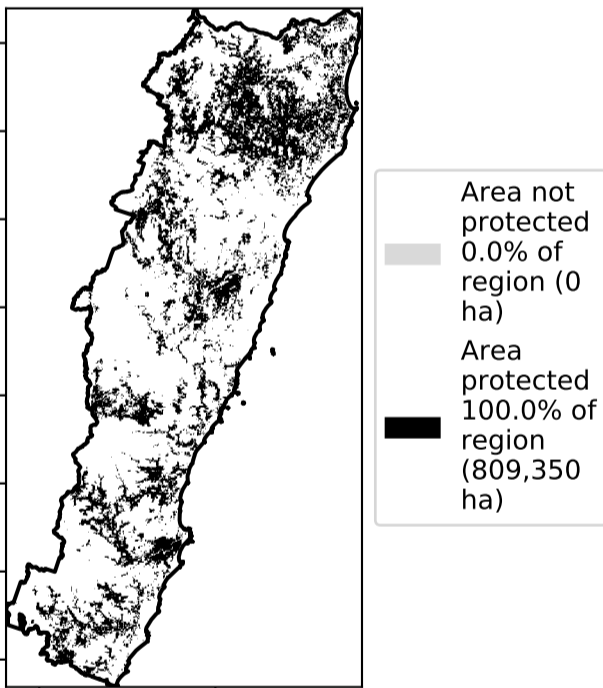 Area not
protected
0.0% of
region (0
ha)
Area
protected
100.0% of
region
(809,350
ha)